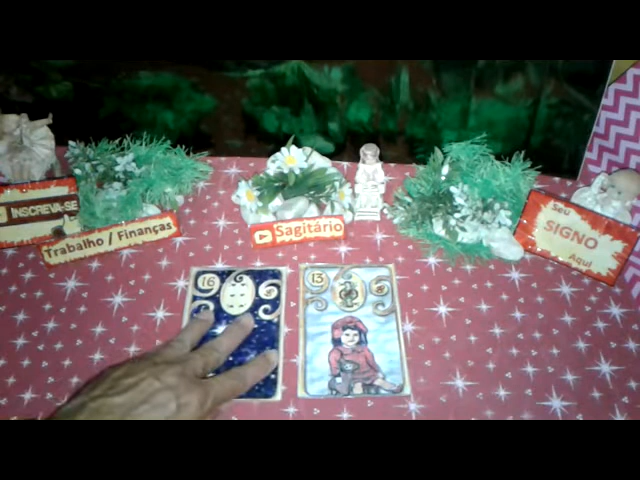 INSCREVA-SE
Trabalho / Finanças
Sagitário
Seu
SIGNO
Aqui
16
13